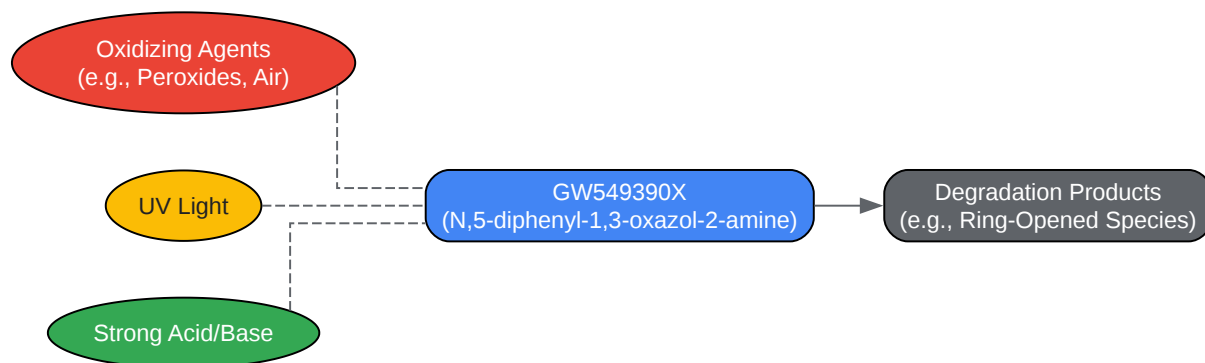 Oxidizing Agents
(e.g., Peroxides, Air)
UV Light
Strong Acid/Base
GW549390X
(N,5-diphenyl-1,3-oxazol-2-amine)
Degradation Products
(e.g., Ring-Opened Species)